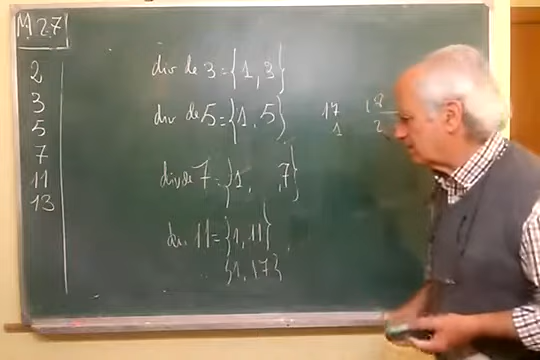 M 27
2
3
5
7
11
13
div de 3 = {1, 3}
div de 5 = {1, 5}
div de 7 = {1, ,7}
div 11 = {1, 11}
{1, 17}
17
1
2